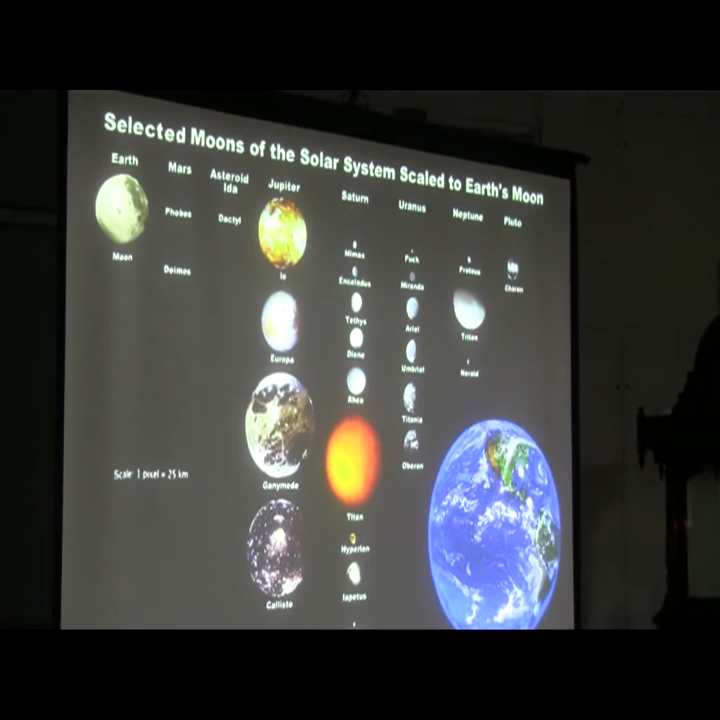 Selected Moons of the Solar System Scaled to Earth's Moon
Earth
Mars
Asteroid
Ida
Jupiter
Saturn
Uranus
Neptune
Pluto
Moon
Phobos
Deimos
Dactyl
Io
Europa
Ganymede
Callisto
Mimas
Enceladus
Tethys
Dione
Rhea
Titan
Hyperion
Iapetus
Puck
Miranda
Ariel
Umbriel
Titania
Oberon
Proteus
Triton
Nereid
Charon
Scale: 1 pixel = 25 km